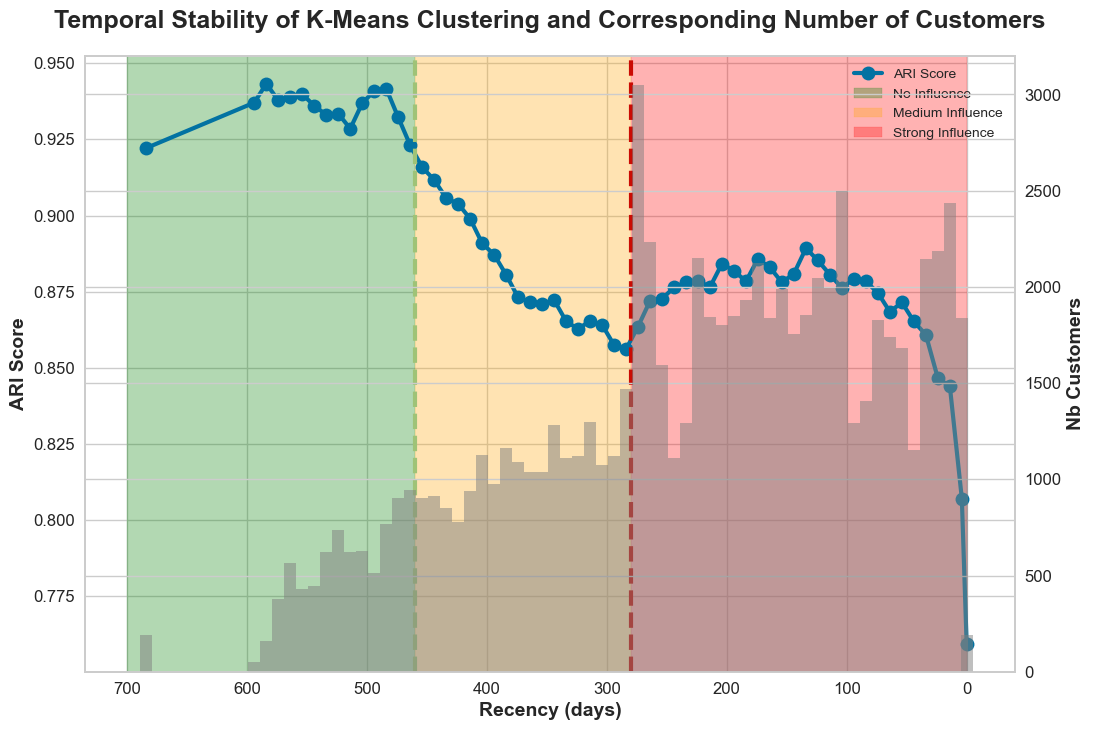 Temporal Stability of K-Means Clustering and Corresponding Number of Customers
ARI Score
No Influence
Medium Influence
Strong Influence
0.950
0.925
0.900
0.875
0.850
0.825
0.800
0.775
ARI Score
3000
2500
2000
1500
1000
500
0
Nb Customers
700 600 500 400 300 200 100 0
Recency (days)